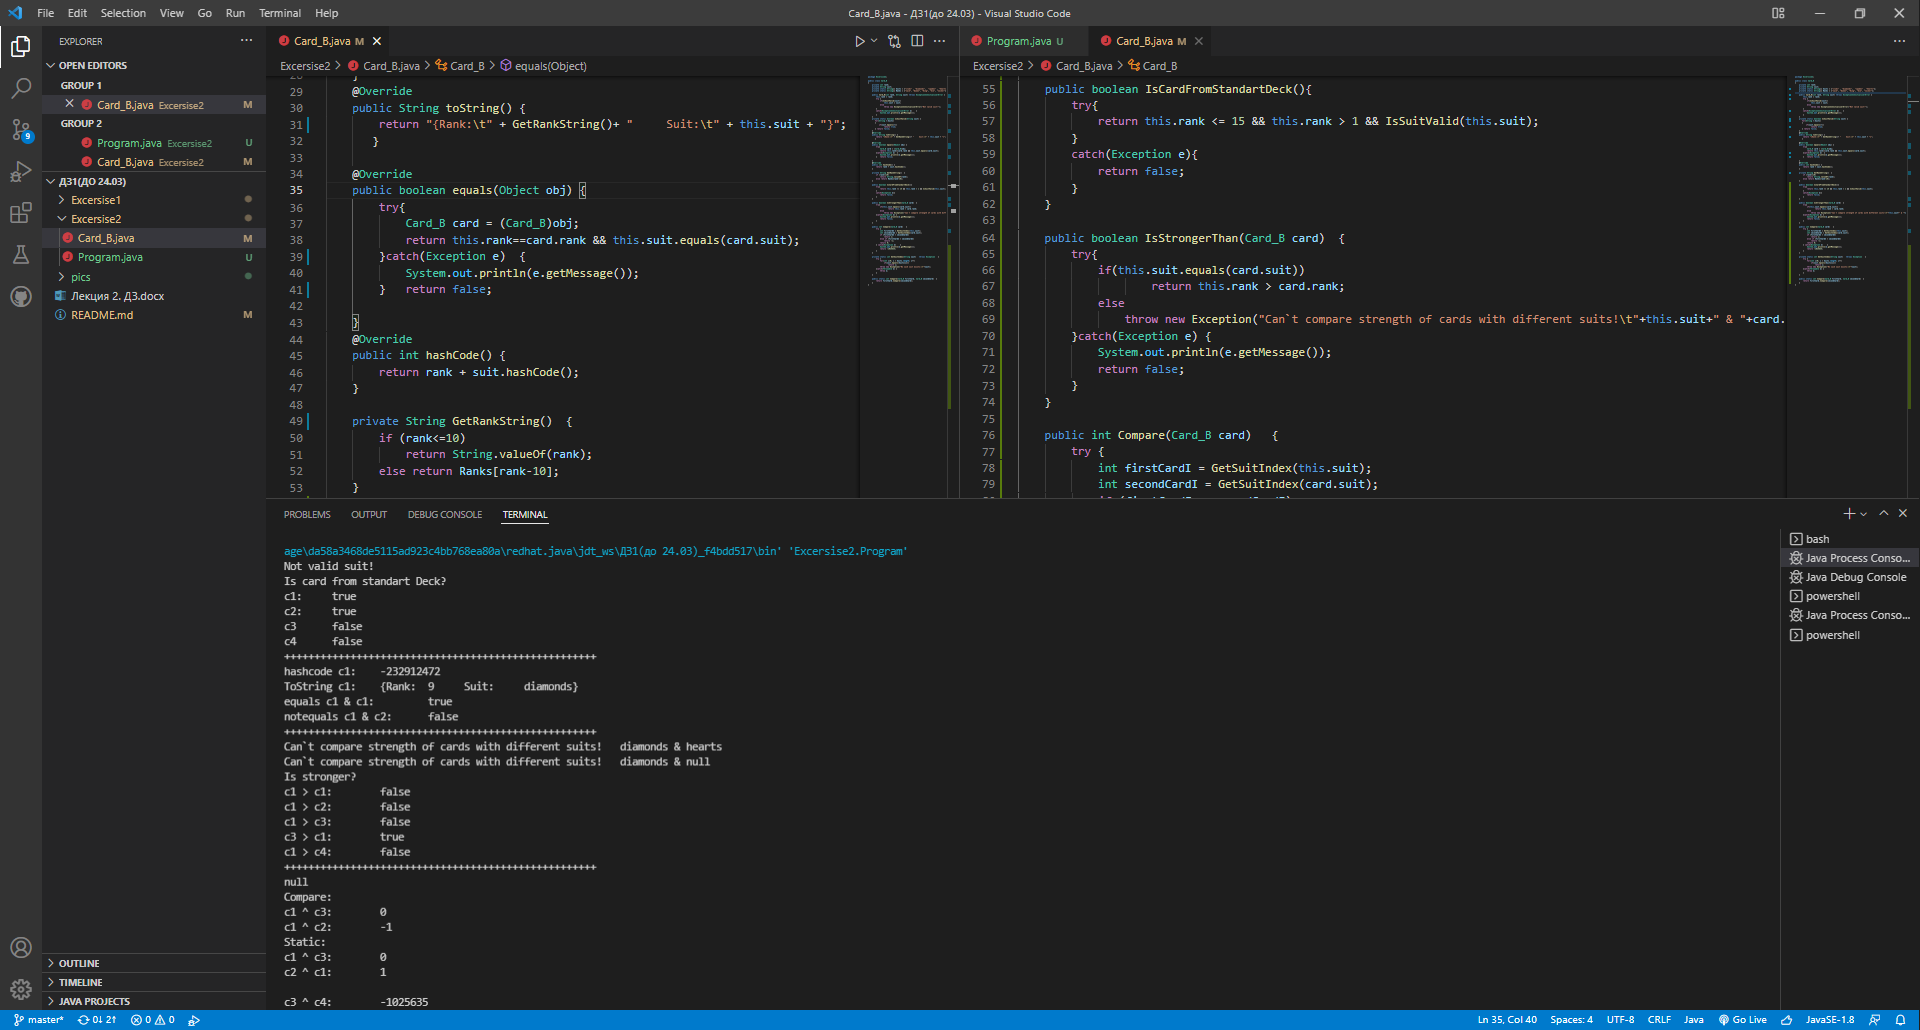 File Edit Selection View Go Run Terminal Help
Card_B.java - ДЗ1(до 24.03) - Visual Studio Code
EXPLORER
OPEN EDITORS
GROUP 1
Card_B.java Excersise2 M
GROUP 2
Program.java Excersise2 U
Card_B.java Excersise2 M
ДЗ1(ДО 24.03)
Excersise1
Excersise2
Card_B.java M
Program.java U
pics
Лекция 2. ДЗ.docx
README.md M
9
OUTLINE
TIMELINE
JAVA PROJECTS
Card_B.java M
Excersise2 > Card_B.java > Card_B > equals(Object)
29 @Override
30 public String toString() {
31 return "{Rank:\t" + GetRankString()+ "     Suit:\t" + this.suit + "}";
32 }
33
34 @Override
35 public boolean equals(Object obj) {
36 try{
37 Card_B card = (Card_B)obj;
38 return this.rank==card.rank && this.suit.equals(card.suit);
39 }catch(Exception e)  {
40 System.out.println(e.getMessage());
41 }   return false;
42
43 }
44 @Override
45 public int hashCode() {
46 return rank + suit.hashCode();
47 }
48
49 private String GetRankString()  {
50 if (rank<=10)
51 return String.valueOf(rank);
52 else return Ranks[rank-10];
53 }
Program.java U
Card_B.java M
Excersise2 > Card_B.java > Card_B
55 public boolean IsCardFromStandartDeck(){
56 try{
57 return this.rank <= 15 && this.rank > 1 && IsSuitValid(this.suit);
58 }
59 catch(Exception e){
60 return false;
61 }
62 }
63
64 public boolean IsStrongerThan(Card_B card)  {
65 try{
66 if(this.suit.equals(card.suit))
67 return this.rank > card.rank;
68 else
69 throw new Exception("Can`t compare strength of cards with different suits!\t"+this.suit+" & "+card.
70 }catch(Exception e) {
71 System.out.println(e.getMessage());
72 return false;
73 }
74 }
75
76 public int Compare(Card_B card)   {
77 try {
78 int firstCardI = GetSuitIndex(this.suit);
79 int secondCardI = GetSuitIndex(card.suit);
PROBLEMS OUTPUT DEBUG CONSOLE TERMINAL
age\da58a3468de5115ad923c4bb768ea80a\redhat.java\jdt_ws\ДЗ1(до 24.03)_f4bdd517\bin' 'Excersise2.Program'
Not valid suit!
Is card from standart Deck?
c1: true
c2: true
c3 false
c4 false
++++++++++++++++++++++++++++++++++++++++++++++++++++
hashcode c1: -232912472
ToString c1: {Rank: 9 Suit: diamonds}
equals c1 & c1: true
notequals c1 & c2: false
++++++++++++++++++++++++++++++++++++++++++++++++++++
Can`t compare strength of cards with different suits! diamonds & hearts
Can`t compare strength of cards with different suits! diamonds & null
Is stronger?
c1 > c1: false
c1 > c2: false
c1 > c3: false
c3 > c1: true
c1 > c4: false
++++++++++++++++++++++++++++++++++++++++++++++++++++
null
Compare:
c1 ^ c3: 0
c1 ^ c2: -1
Static:
c1 ^ c3: 0
c2 ^ c1: 1
c3 ^ c4: -1025635
bash
Java Process Conso...
Java Debug Console
powershell
Java Process Conso...
powershell
master* 0↓ 2↑ 0 0
Ln 35, Col 40 Spaces: 4 UTF-8 CRLF Java Go Live JavaSE-1.8